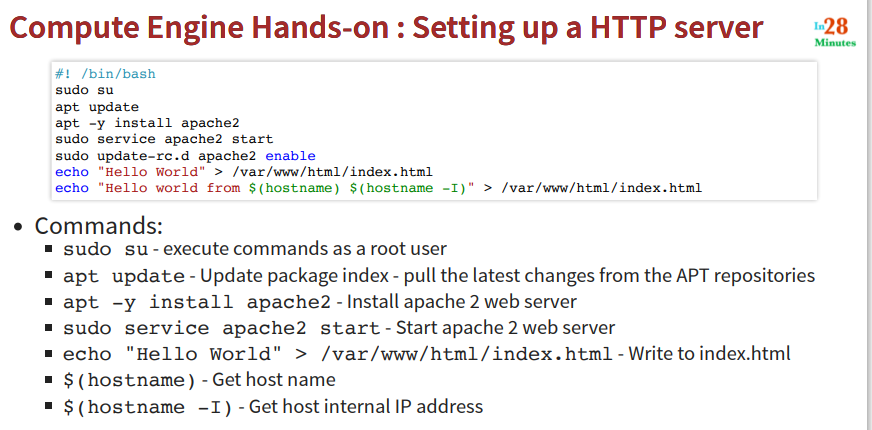 Compute Engine Hands-on : Setting up a HTTP server
In28
Minutes
#! /bin/bash
sudo su
apt update
apt -y install apache2
sudo service apache2 start
sudo update-rc.d apache2 enable
echo "Hello World" > /var/www/html/index.html
echo "Hello world from $(hostname) $(hostname -I)" > /var/www/html/index.html
• Commands:
▪ sudo su - execute commands as a root user
▪ apt update - Update package index - pull the latest changes from the APT repositories
▪ apt -y install apache2 - Install apache 2 web server
▪ sudo service apache2 start - Start apache 2 web server
▪ echo "Hello World" > /var/www/html/index.html - Write to index.html
▪ $(hostname) - Get host name
▪ $(hostname -I) - Get host internal IP address